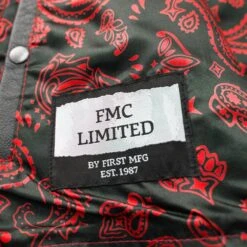 FMC
LIMITED
BY FIRST MFG
EST. 1987